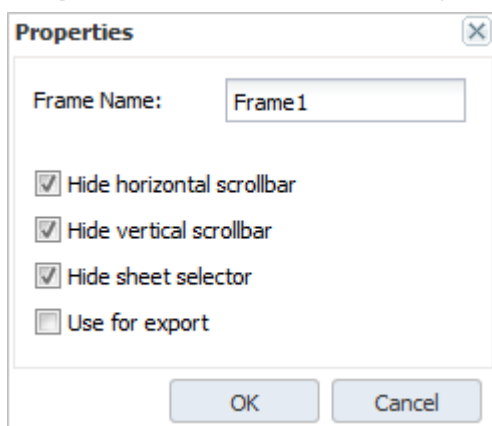 Properties
Frame Name: Frame1
Hide horizontal scrollbar
Hide vertical scrollbar
Hide sheet selector
Use for export
OK Cancel